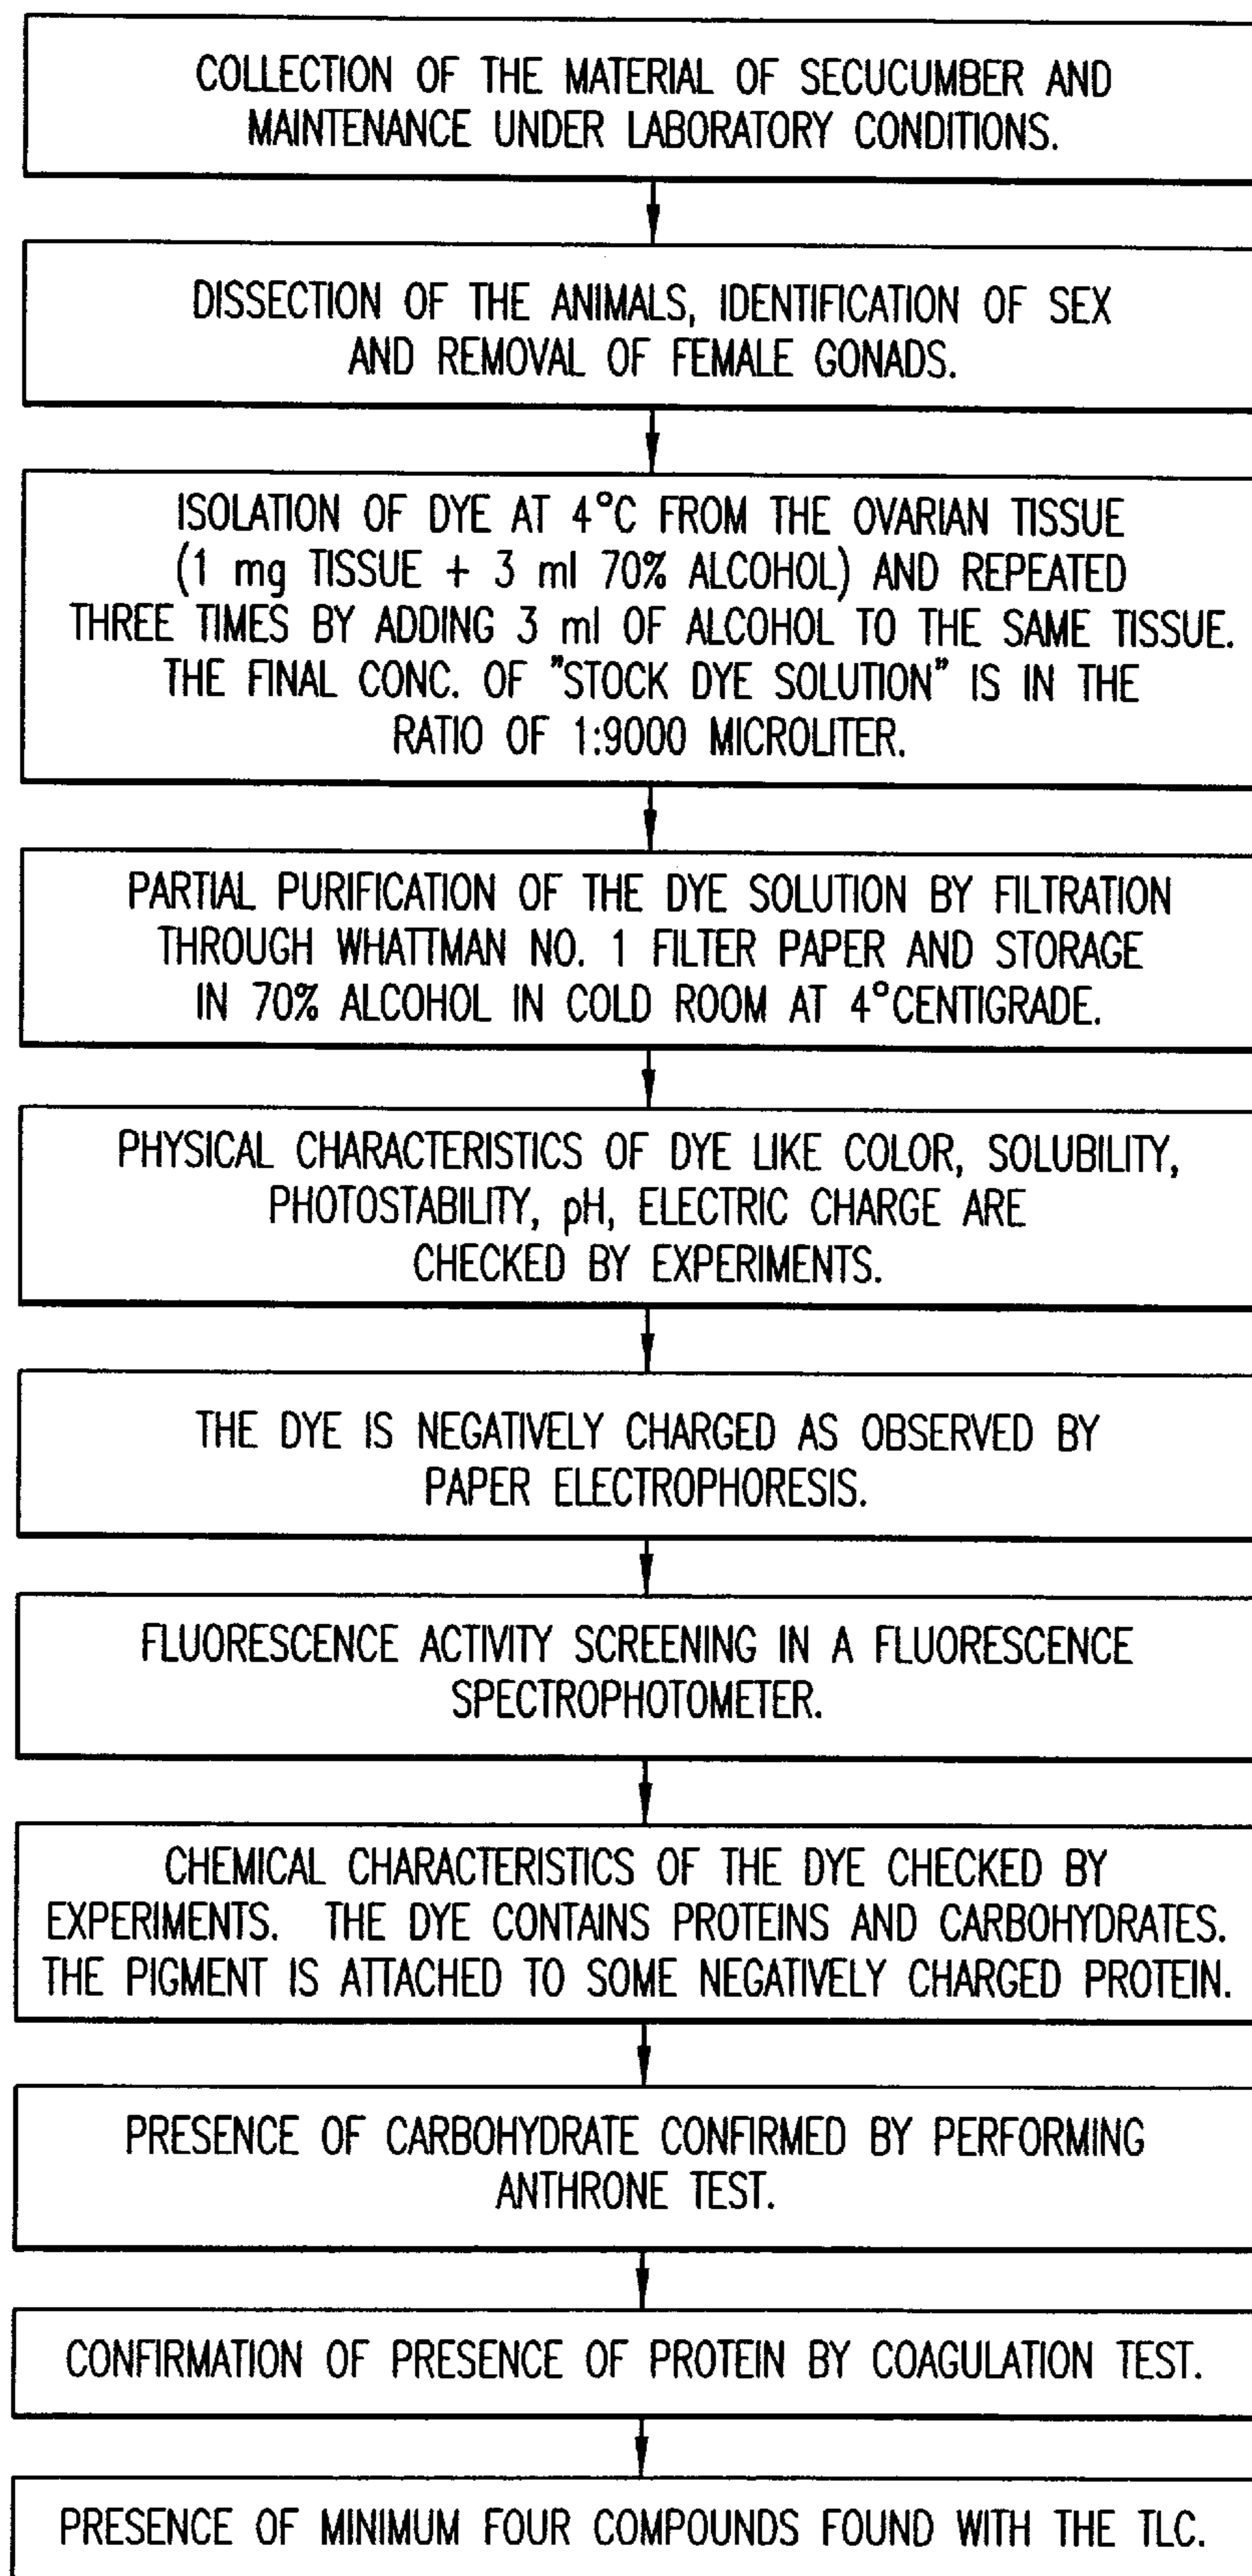 COLLECTION OF THE MATERIAL OF SECUCUMBER AND
MAINTENANCE UNDER LABORATORY CONDITIONS.
DISSECTION OF THE ANIMALS, IDENTIFICATION OF SEX
AND REMOVAL OF FEMALE GONADS.
ISOLATION OF DYE AT 4°C FROM THE OVARIAN TISSUE
(1 mg TISSUE + 3 ml 70% ALCOHOL) AND REPEATED
THREE TIMES BY ADDING 3 ml OF ALCOHOL TO THE SAME TISSUE.
THE FINAL CONC. OF "STOCK DYE SOLUTION" IS IN THE
RATIO OF 1:9000 MICROLITER.
PARTIAL PURIFICATION OF THE DYE SOLUTION BY FILTRATION
THROUGH WHATTMAN NO. 1 FILTER PAPER AND STORAGE
IN 70% ALCOHOL IN COLD ROOM AT 4°CENTIGRADE.
PHYSICAL CHARACTERISTICS OF DYE LIKE COLOR, SOLUBILITY,
PHOTOSTABILITY, pH, ELECTRIC CHARGE ARE
CHECKED BY EXPERIMENTS.
THE DYE IS NEGATIVELY CHARGED AS OBSERVED BY
PAPER ELECTROPHORESIS.
FLUORESCENCE ACTIVITY SCREENING IN A FLUORESCENCE
SPECTROPHOTOMETER.
CHEMICAL CHARACTERISTICS OF THE DYE CHECKED BY
EXPERIMENTS. THE DYE CONTAINS PROTEINS AND CARBOHYDRATES.
THE PIGMENT IS ATTACHED TO SOME NEGATIVELY CHARGED PROTEIN.
PRESENCE OF CARBOHYDRATE CONFIRMED BY PERFORMING
ANTHRONE TEST.
CONFIRMATION OF PRESENCE OF PROTEIN BY COAGULATION TEST.
PRESENCE OF MINIMUM FOUR COMPOUNDS FOUND WITH THE TLC.